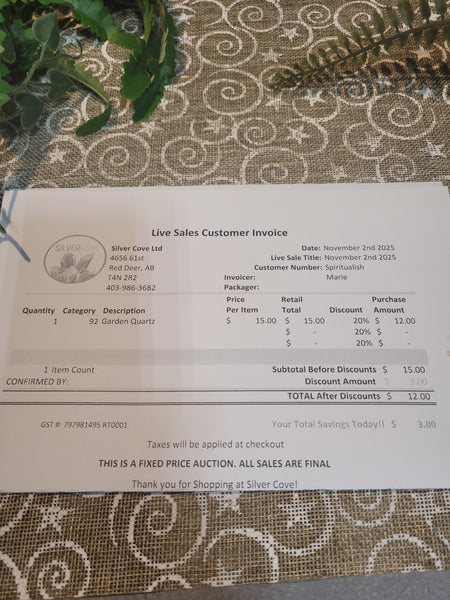 Live Sales Customer Invoice
SILVERCOVE
Silver Cove Ltd
4656 61st
Red Deer, AB
T4N 2R2
403-986-3682
Date: November 2nd 2025
Live Sale Title: November 2nd 2025
Customer Number: Spiritualish
Invoicer: Marie
Packager:
Quantity Category Description Price Per Item Retail Total Discount Purchase Amount
1 92 Garden Quartz $ 15.00 $ 15.00 20% $ 12.00
$ - 20% $ -
$ - 20% $ -
1 Item Count Subtotal Before Discounts $ 15.00
CONFIRMED BY: Discount Amount $ 3.00
TOTAL After Discounts $ 12.00
GST #: 797981495 RT0001 Your Total Savings Today!! $ 3.00
Taxes will be applied at checkout
THIS IS A FIXED PRICE AUCTION. ALL SALES ARE FINAL
Thank you for Shopping at Silver Cove!